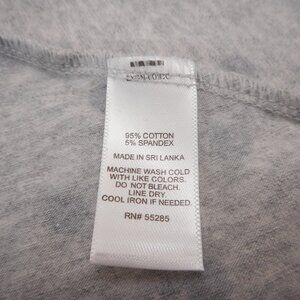 95% COTTON
5% SPANDEX
MADE IN SRI LANKA
MACHINE WASH COLD
WITH LIKE COLORS.
DO NOT BLEACH.
LINE DRY.
COOL IRON IF NEEDED.
RN# 55285